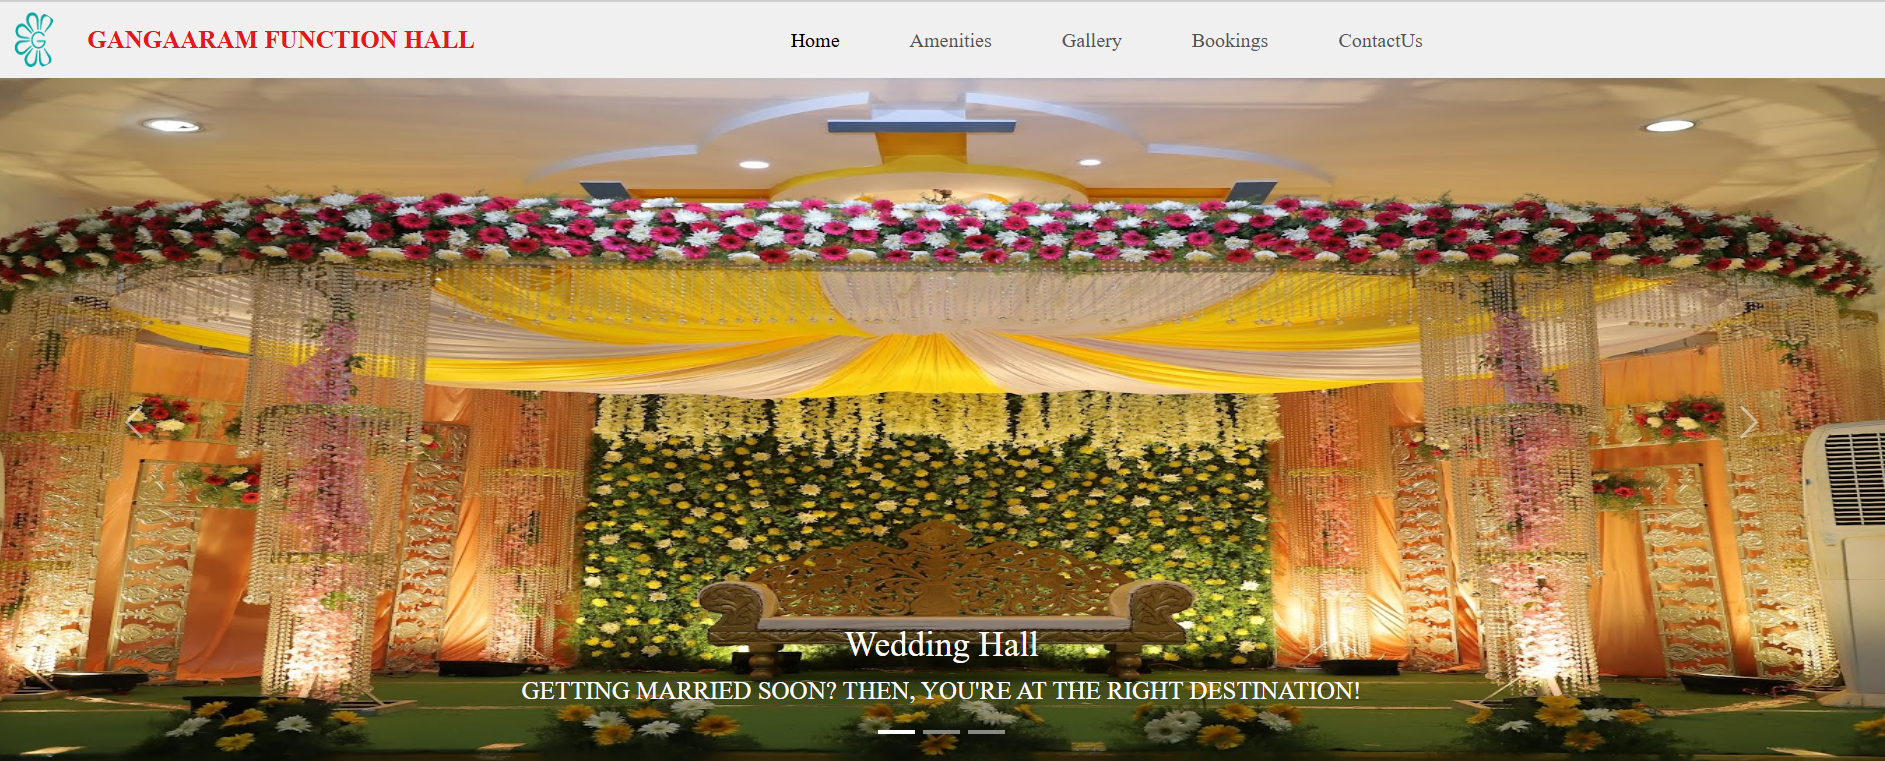 G
GANGAARAM FUNCTION HALL
Home
Amenities
Gallery
Bookings
ContactUs
Wedding Hall
GETTING MARRIED SOON? THEN, YOU'RE AT THE RIGHT DESTINATION!